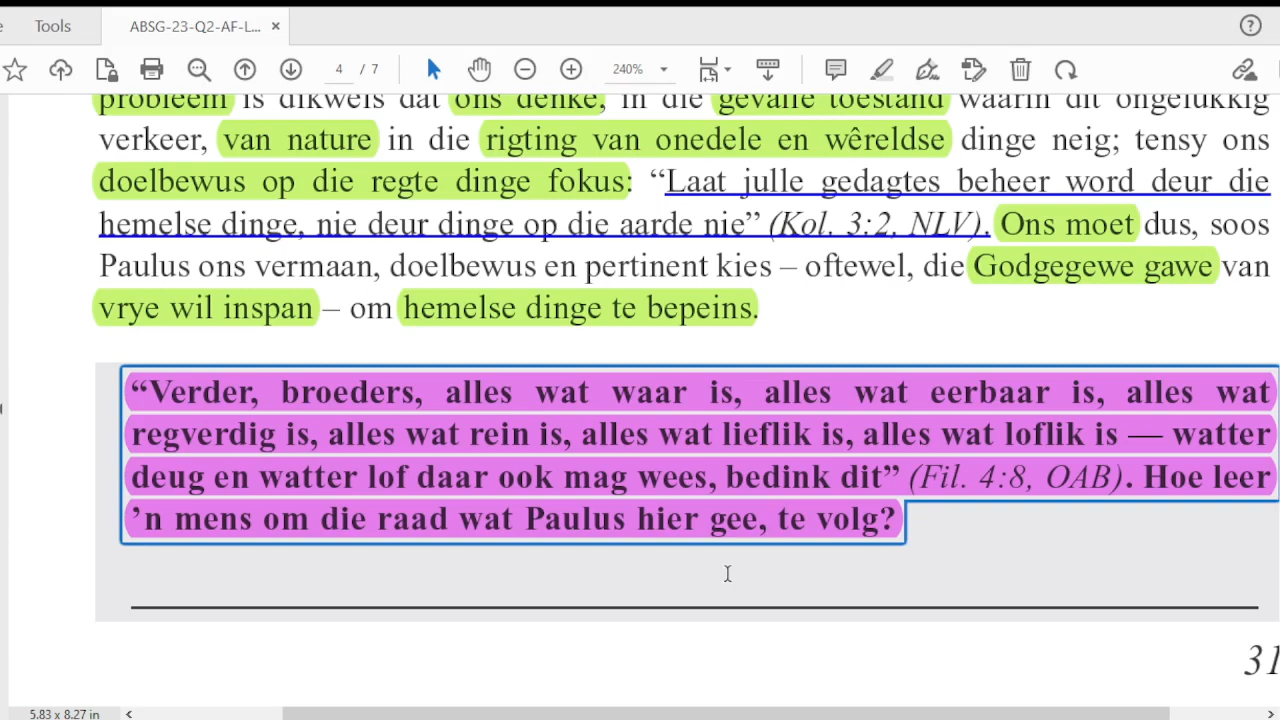 Tools
ABSG-23-Q2-AF-L... ×
4 / 7
240%
probleem is dikwels dat ons denke, in die gevalle toestand waarin dit ongelukkig
verkeer, van nature in die rigting van onedele en wêreldse dinge neig; tensy ons
doelbewus op die regte dinge fokus: “Laat julle gedagtes beheer word deur die
hemelse dinge, nie deur dinge op die aarde nie” (Kol. 3:2, NLV). Ons moet dus, soos
Paulus ons vermaan, doelbewus en pertinent kies – oftewel, die Godgegewe gawe van
vrye wil inspan – om hemelse dinge te bepeins.
“Verder, broeders, alles wat waar is, alles wat eerbaar is, alles wat
regverdig is, alles wat rein is, alles wat lieflik is, alles wat loflik is — watter
deug en watter lof daar ook mag wees, bedink dit” (Fil. 4:8, OAB). Hoe leer
’n mens om die raad wat Paulus hier gee, te volg?
31
5.83 x 8.27 in